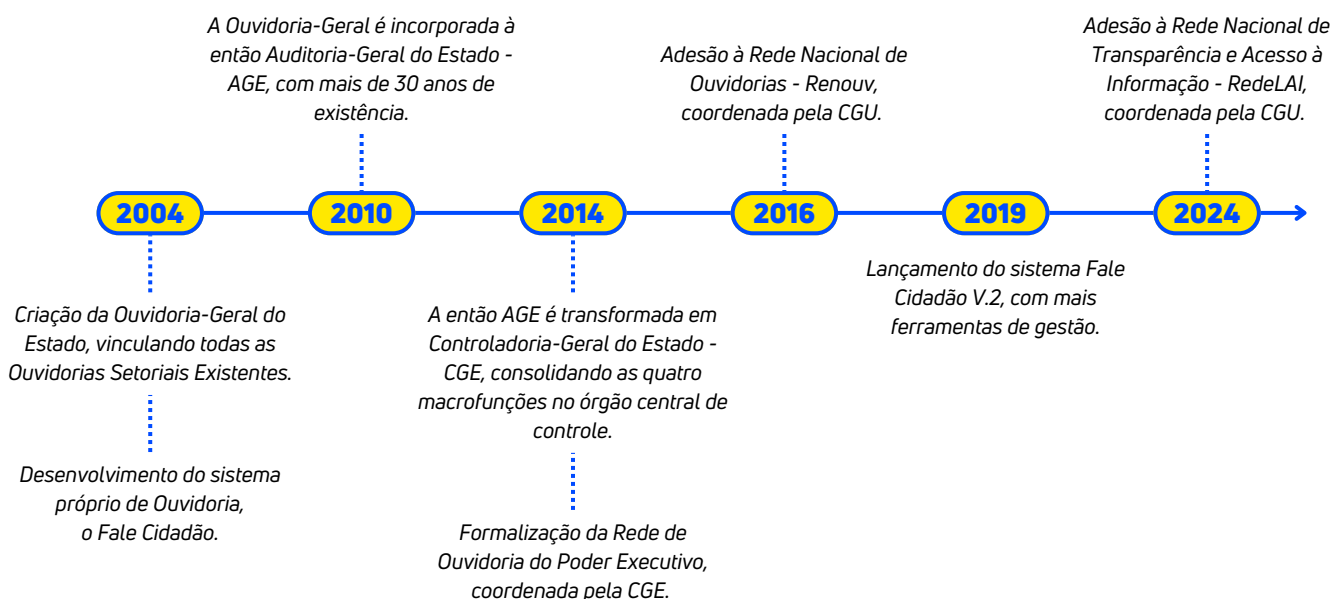 A Ouvidoria-Geral é incorporada à
então Auditoria-Geral do Estado -
AGE, com mais de 30 anos de
existência.
Adesão à Rede Nacional de
Ouvidorias - Renouv,
coordenada pela CGU.
Adesão à Rede Nacional de
Transparência e Acesso à
Informação - RedeLAI,
coordenada pela CGU.
2004
2010
2014
2016
2019
2024
Criação da Ouvidoria-Geral do
Estado, vinculando todas as
Ouvidorias Setoriais Existentes.
Desenvolvimento do sistema
próprio de Ouvidoria,
o Fale Cidadão.
A então AGE é transformada em
Controladoria-Geral do Estado -
CGE, consolidando as quatro
macrofunções no órgão central de
controle.
Formalização da Rede de
Ouvidoria do Poder Executivo,
coordenada pela CGE.
Lançamento do sistema Fale
Cidadão V.2, com mais
ferramentas de gestão.